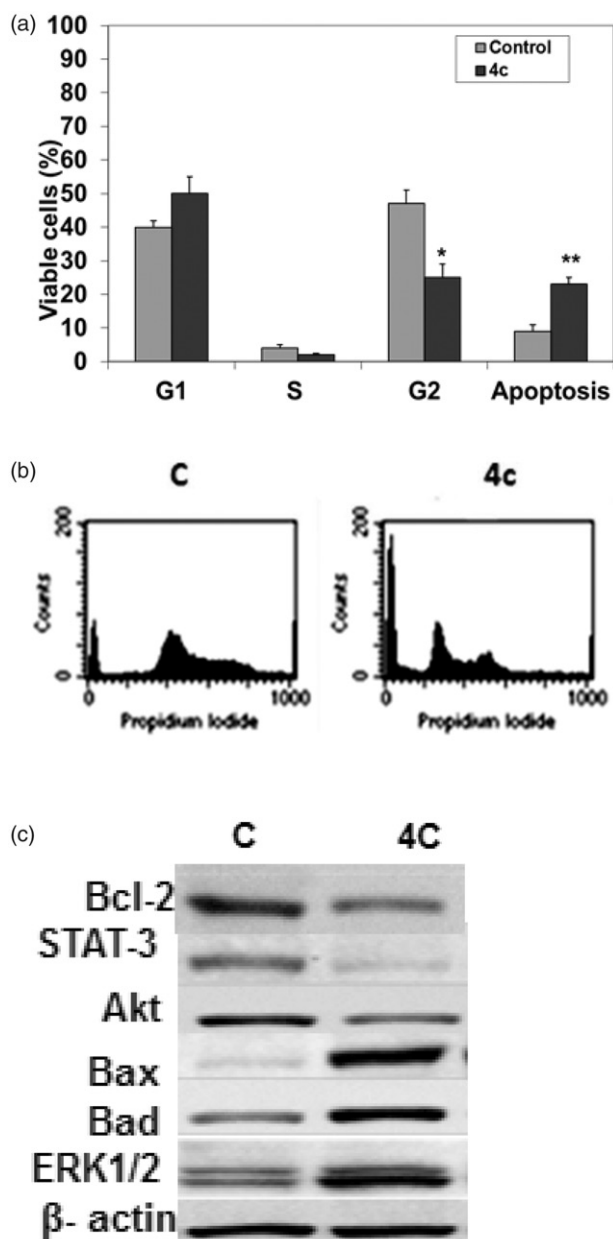 (a)
100
90
80
70
60
50
40
30
20
10
0
Viable cells (%)
Control
4c
*
**
G1 S G2 Apoptosis
(b)
C 4c
200
Counts
0
0 1000
Propidium Iodide
200
Counts
0
0 1000
Propidium Iodide
(c)
C 4C
Bcl-2
STAT-3
Akt
Bax
Bad
ERK1/2
β- actin